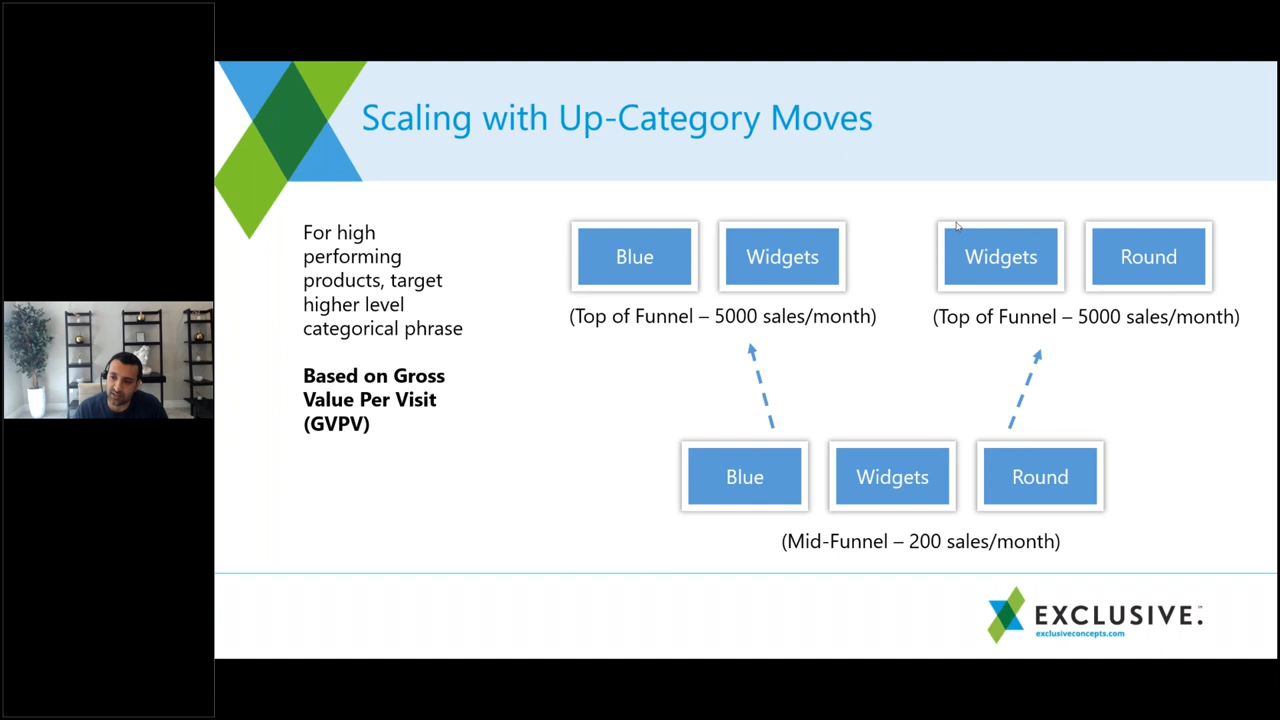 Scaling with Up-Category Moves
For high
performing
products, target
higher level
categorical phrase
Based on Gross
Value Per Visit
(GVPV)
Blue Widgets
(Top of Funnel – 5000 sales/month)
Widgets Round
(Top of Funnel – 5000 sales/month)
Blue Widgets Round
(Mid-Funnel – 200 sales/month)
EXCLUSIVE.
exclusiveconcepts.com